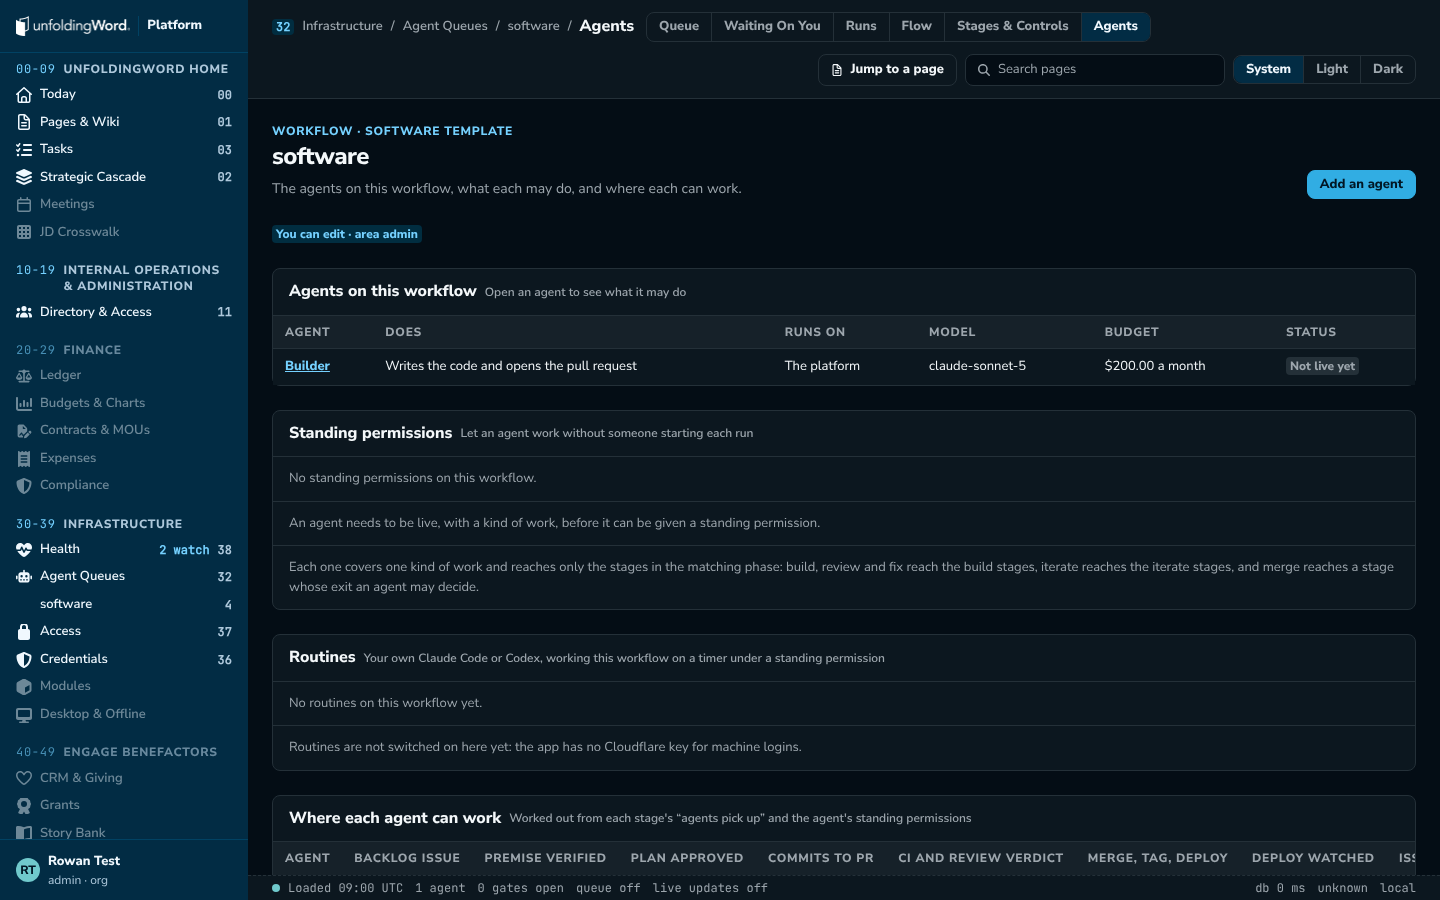 unfoldingWord. Platform
00-09 UNFOLDINGWORD HOME
Today 00
Pages & Wiki 01
Tasks 03
Strategic Cascade 02
Meetings
JD Crosswalk
10-19 INTERNAL OPERATIONS
& ADMINISTRATION
Directory & Access 11
20-29 FINANCE
Ledger
Budgets & Charts
Contracts & MOUs
Expenses
Compliance
30-39 INFRASTRUCTURE
Health 2 watch 38
Agent Queues 32
software 4
Access 37
Credentials 36
Modules
Desktop & Offline
40-49 ENGAGE BENEFACTORS
CRM & Giving
Grants
Story Bank
RT Rowan Test
admin · org
32 Infrastructure / Agent Queues / software / Agents
Queue Waiting On You Runs Flow Stages & Controls Agents
Jump to a page Search pages System Light Dark
WORKFLOW · SOFTWARE TEMPLATE
software
The agents on this workflow, what each may do, and where each can work.
Add an agent
You can edit · area admin
Agents on this workflow Open an agent to see what it may do
AGENT DOES RUNS ON MODEL BUDGET STATUS
Builder Writes the code and opens the pull request The platform claude-sonnet-5 $200.00 a month Not live yet
Standing permissions Let an agent work without someone starting each run
No standing permissions on this workflow.
An agent needs to be live, with a kind of work, before it can be given a standing permission.
Each one covers one kind of work and reaches only the stages in the matching phase: build, review and fix reach the build stages, iterate reaches the iterate stages, and merge reaches a stage
whose exit an agent may decide.
Routines Your own Claude Code or Codex, working this workflow on a timer under a standing permission
No routines on this workflow yet.
Routines are not switched on here yet: the app has no Cloudflare key for machine logins.
Where each agent can work Worked out from each stage's “agents pick up” and the agent's standing permissions
AGENT BACKLOG ISSUE PREMISE VERIFIED PLAN APPROVED COMMITS TO PR CI AND REVIEW VERDICT MERGE, TAG, DEPLOY DEPLOY WATCHED
Loaded 09:00 UTC 1 agent 0 gates open queue off live updates off
db 0 ms unknown local